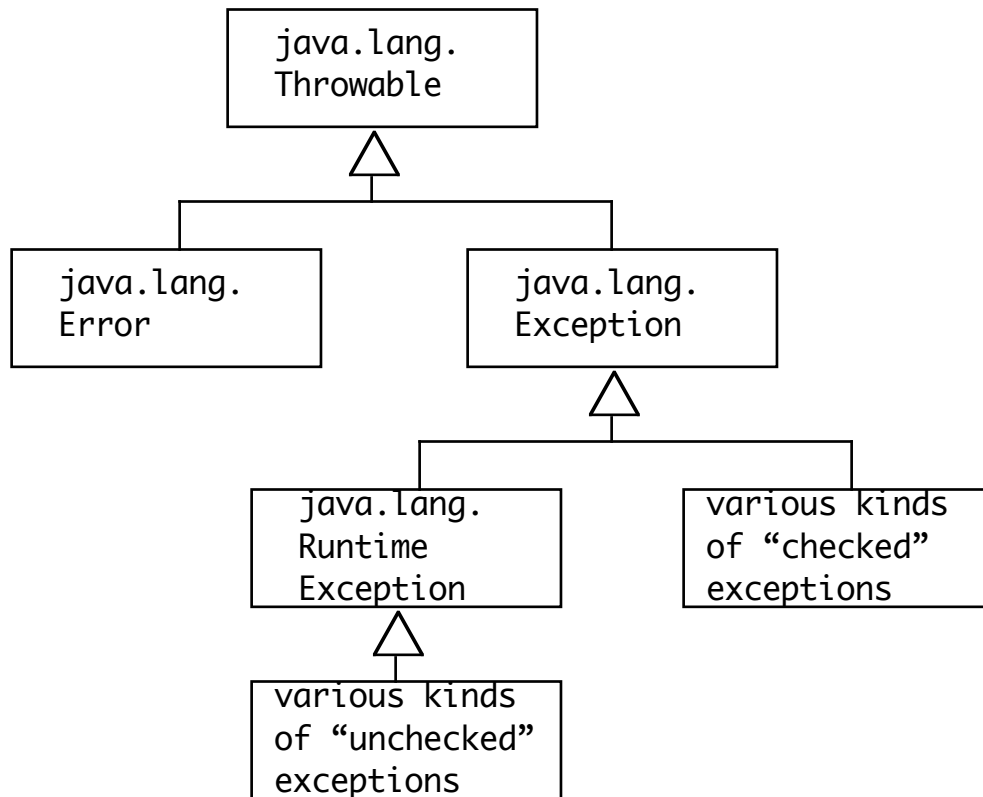 java.lang.
Throwable
java.lang.
Error
java.lang.
Exception
java.lang.
Runtime
Exception
various kinds
of “checked”
exceptions
various kinds
of “unchecked”
exceptions